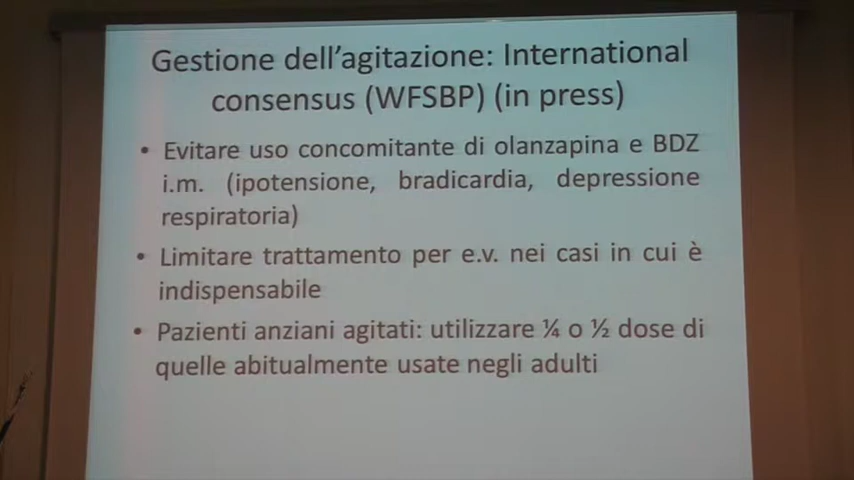 Gestione dell'agitazione: International
consensus (WFSBP) (in press)
• Evitare uso concomitante di olanzapina e BDZ
i.m. (ipotensione, bradicardia, depressione
respiratoria)
• Limitare trattamento per e.v. nei casi in cui è
indispensabile
• Pazienti anziani agitati: utilizzare ¼ o ½ dose di
quelle abitualmente usate negli adulti